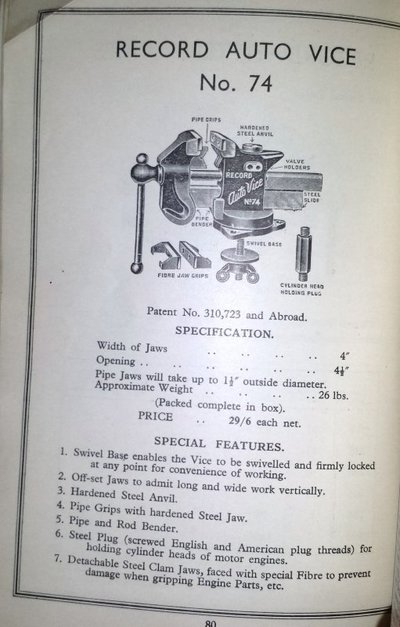 RECORD AUTO VICE
No. 74
PIPE GRIPS
HARDENED
STEEL ANVIL
VALVE
HOLDERS
RECORD
Auto Vice
No 74
STEEL
SLIDE
PIPE
BENDER
SWIVEL BASE
FIBRE JAW GRIPS
CYLINDER HEAD
HOLDING PLUG
Patent No. 310,723 and Abroad.
SPECIFICATION.
Width of Jaws .. .. .. .. 4"
Opening .. .. .. .. .. 4½"
Pipe Jaws will take up to 1½" outside diameter.
Approximate Weight .. .. .. .. 26 lbs.
(Packed complete in box).
PRICE .. 29/6 each net.
SPECIAL FEATURES.
1. Swivel Base enables the Vice to be swivelled and firmly locked
at any point for convenience of working.
2. Off-set Jaws to admit long and wide work vertically.
3. Hardened Steel Anvil.
4. Pipe Grips with hardened Steel Jaw.
5. Pipe and Rod Bender.
6. Steel Plug (screwed English and American plug threads) for
holding cylinder heads of motor engines.
7. Detachable Steel Clam Jaws, faced with special Fibre to prevent
damage when gripping Engine Parts, etc.
80